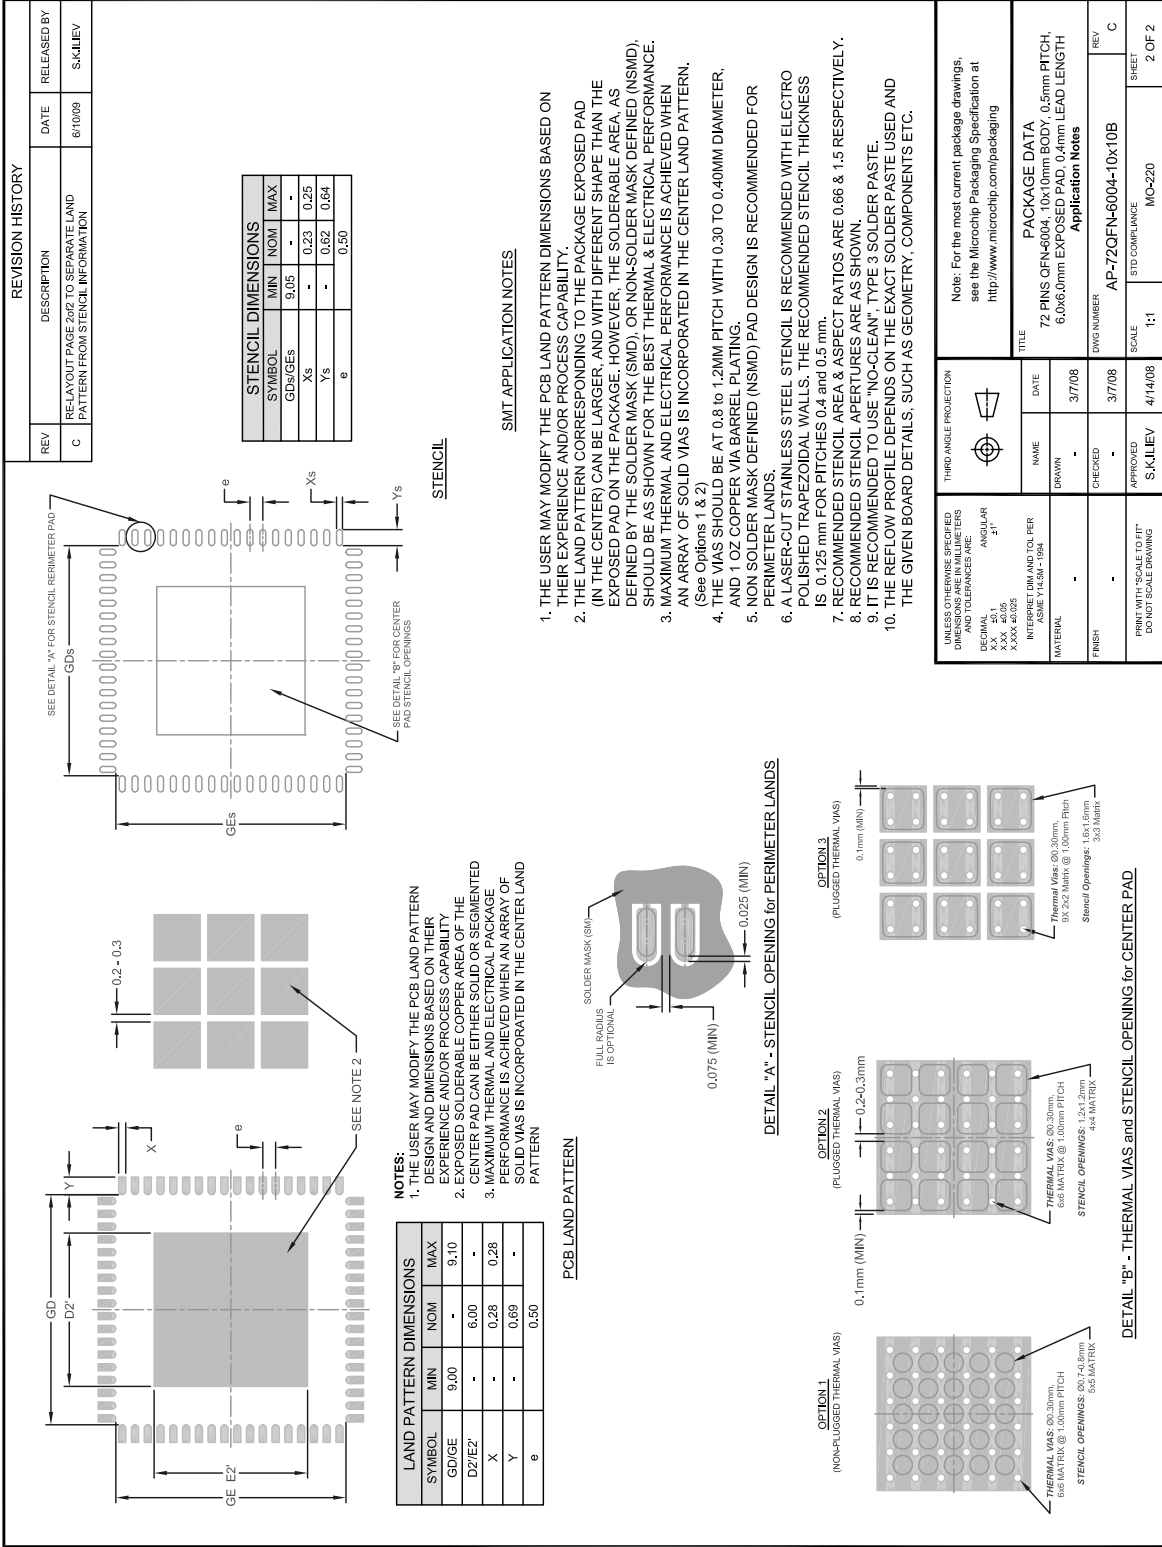 REVISION HISTORY
REV DESCRIPTION DATE RELEASED BY
C RE-LAYOUT PAGE 2of2 TO SEPARATE LAND PATTERN FROM STENCIL INFORMATION 6/10/09 S.K.ILIEV
GD
D2'
Y
X
e
GE
E2'
0.2 - 0.3
SEE NOTE 2
LAND PATTERN DIMENSIONS
SYMBOL MIN NOM MAX
GD/GE 9.00 - 9.10
D2'/E2' - 6.00 -
X - 0.28 0.28
Y - 0.69 -
e 0.50
NOTES:
1. THE USER MAY MODIFY THE PCB LAND PATTERN
DESIGN AND DIMENSIONS BASED ON THEIR
EXPERIENCE AND/OR PROCESS CAPABILITY
2. EXPOSED SOLDERABLE COPPER AREA OF THE
CENTER PAD CAN BE EITHER SOLID OR SEGMENTED
3. MAXIMUM THERMAL AND ELECTRICAL PACKAGE
PERFORMANCE IS ACHIEVED WHEN AN ARRAY OF
SOLID VIAS IS INCORPORATED IN THE CENTER LAND
PATTERN
PCB LAND PATTERN
SEE DETAIL "A" FOR STENCIL RERIMETER PAD
GDs
GEs
e
Xs
Ys
SEE DETAIL "B" FOR CENTER
PAD STENCIL OPENINGS
STENCIL
STENCIL DIMENSIONS
SYMBOL MIN NOM MAX
GDs/GEs 9.05 - -
Xs - 0.23 0.25
Ys - 0.62 0.64
e 0.50
SMT APPLICATION NOTES
1. THE USER MAY MODIFY THE PCB LAND PATTERN DIMENSIONS BASED ON
THEIR EXPERIENCE AND/OR PROCESS CAPABILITY.
2. THE LAND PATTERN CORRESPONDING TO THE PACKAGE EXPOSED PAD
(IN THE CENTER) CAN BE LARGER, AND WITH DIFFERENT SHAPE THAN THE
EXPOSED PAD ON THE PACKAGE. HOWEVER, THE SOLDERABLE AREA, AS
DEFINED BY THE SOLDER MASK (SMD), OR NON-SOLDER MASK DEFINED (NSMD),
SHOULD BE AS SHOWN FOR THE BEST THERMAL & ELECTRICAL PERFORMANCE.
3. MAXIMUM THERMAL AND ELECTRICAL PERFORMANCE IS ACHIEVED WHEN
AN ARRAY OF SOLID VIAS IS INCORPORATED IN THE CENTER LAND PATTERN.
(See Options 1 & 2)
4. THE VIAS SHOULD BE AT 0.8 to 1.2MM PITCH WITH 0.30 TO 0.40MM DIAMETER,
AND 1 OZ COPPER VIA BARREL PLATING.
5. NON SOLDER MASK DEFINED (NSMD) PAD DESIGN IS RECOMMENDED FOR
PERIMETER LANDS.
6. A LASER-CUT STAINLESS STEEL STENCIL IS RECOMMENDED WITH ELECTRO
POLISHED TRAPEZOIDAL WALLS. THE RECOMMENDED STENCIL THICKNESS
IS 0.125 mm FOR PITCHES 0.4 and 0.5 mm.
7. RECOMMENDED STENCIL AREA & ASPECT RATIOS ARE 0.66 & 1.5 RESPECTIVELY.
8. RECOMMENDED STENCIL APERTURES ARE AS SHOWN.
9. IT IS RECOMMENDED TO USE "NO-CLEAN", TYPE 3 SOLDER PASTE.
10. THE REFLOW PROFILE DEPENDS ON THE EXACT SOLDER PASTE USED AND
THE GIVEN BOARD DETAILS, SUCH AS GEOMETRY, COMPONENTS ETC.
SOLDER MASK (SM)
FULL RADIUS
IS OPTIONAL
0.075 (MIN)
0.025 (MIN)
DETAIL "A" - STENCIL OPENING for PERIMETER LANDS
OPTION 1
(NON-PLUGGED THERMAL VIAS)
THERMAL VIAS: Ø0.30mm,
6x6 MATRIX @ 1.00mm PITCH
STENCIL OPENINGS: Ø0.7-0.8mm
5x5 MATRIX
OPTION 2
(PLUGGED THERMAL VIAS)
0.1mm (MIN)
0.2-0.3mm
THERMAL VIAS: Ø0.30mm,
6x6 MATRIX @ 1.00mm PITCH
STENCIL OPENINGS: 1.2x1.2mm
4x4 MATRIX
OPTION 3
(PLUGGED THERMAL VIAS)
0.1mm (MIN)
Thermal Vias: Ø0.30mm,
9X 2x2 Matrix @ 1.00mm Pitch
Stencil Openings: 1.6x1.6mm
3x3 Matrix
DETAIL "B" - THERMAL VIAS and STENCIL OPENING for CENTER PAD
UNLESS OTHERWISE SPECIFIED
DIMENSIONS ARE IN MILLIMETERS
AND TOLERANCES ARE:
DECIMAL ANGULAR
X.X ±0.1 ±1°
X.XX ±0.05
X.XXX ±0.025
INTERPRET DIM AND TOL PER
ASME Y14.5M - 1994
MATERIAL
-
FINISH
-
PRINT WITH "SCALE TO FIT"
DO NOT SCALE DRAWING
THIRD ANGLE PROJECTION
NAME DATE
DRAWN - 3/7/08
CHECKED - 3/7/08
APPROVED S.K.ILIEV 4/14/08
Note: For the most current package drawings,
see the Microchip Packaging Specification at
http://www.microchip.com/packaging
TITLE
PACKAGE DATA
72 PINS QFN-6004, 10x10mm BODY, 0.5mm PITCH,
6.0x6.0mm EXPOSED PAD, 0.4mm LEAD LENGTH
Application Notes
DWG NUMBER REV
AP-72QFN-6004-10x10B C
SCALE STD COMPLIANCE SHEET
1:1 MO-220 2 OF 2